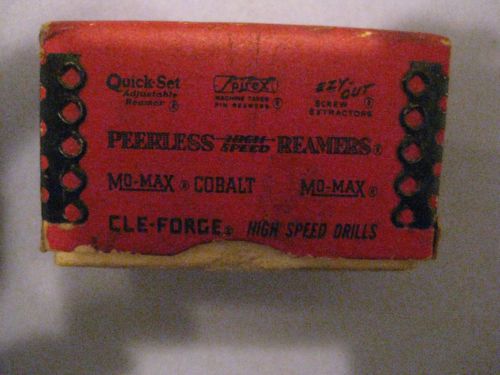 Quick-Set
Adjustable
Reamer ®
Spirex
MACHINE TAPER
PIN REAMERS ®
EZY-OUT
SCREW ®
EXTRACTORS
PEERLESS HIGH SPEED REAMERS ®
MO-MAX ® COBALT MO-MAX ®
CLE-FORGE ® HIGH SPEED DRILLS